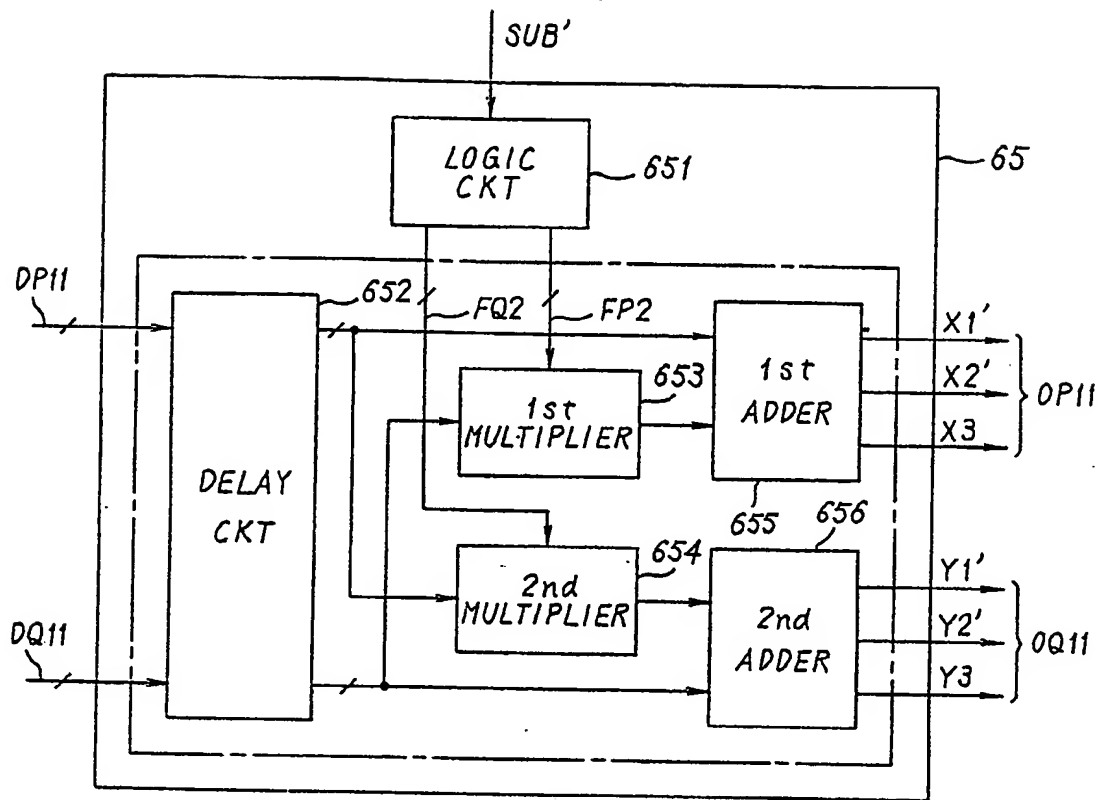 SUB'
LOGIC
CKT
651
65
DP11
652
FQ2
FP2
X1'
1st
MULTIPLIER
653
1st
ADDER
X2'
OP11
X3
DELAY
CKT
655
656
2nd
MULTIPLIER
654
Y1'
DQ11
2nd
ADDER
Y2'
OQ11
Y3